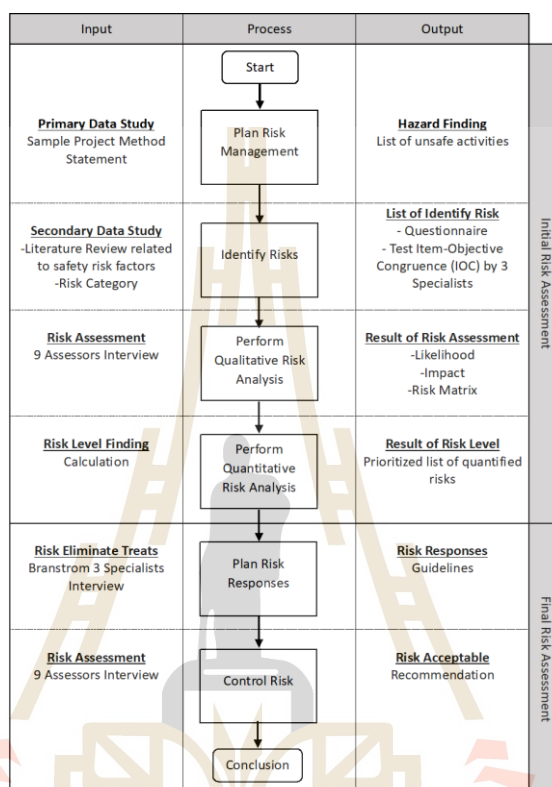 Input
Process
Output
Start
Primary Data Study
Sample Project Method
Statement
Plan Risk
Management
Hazard Finding
List of unsafe activities
Secondary Data Study
-Literature Review related
to safety risk factors
-Risk Category
Identify Risks
List of Identify Risk
- Questionnaire
- Test Item-Objective
Congruence (IOC) by 3
Specialists
Risk Assessment
9 Assessors Interview
Perform
Qualitative Risk
Analysis
Result of Risk Assessment
-Likelihood
-Impact
-Risk Matrix
Risk Level Finding
Calculation
Perform
Quantitative
Risk Analysis
Result of Risk Level
Prioritized list of quantified
risks
Initial Risk Assessment
Risk Eliminate Treats
Branstrom 3 Specialists
Interview
Plan Risk
Responses
Risk Responses
Guidelines
Risk Assessment
9 Assessors Interview
Control Risk
Risk Acceptable
Recommendation
Conclusion
Final Risk Assessment